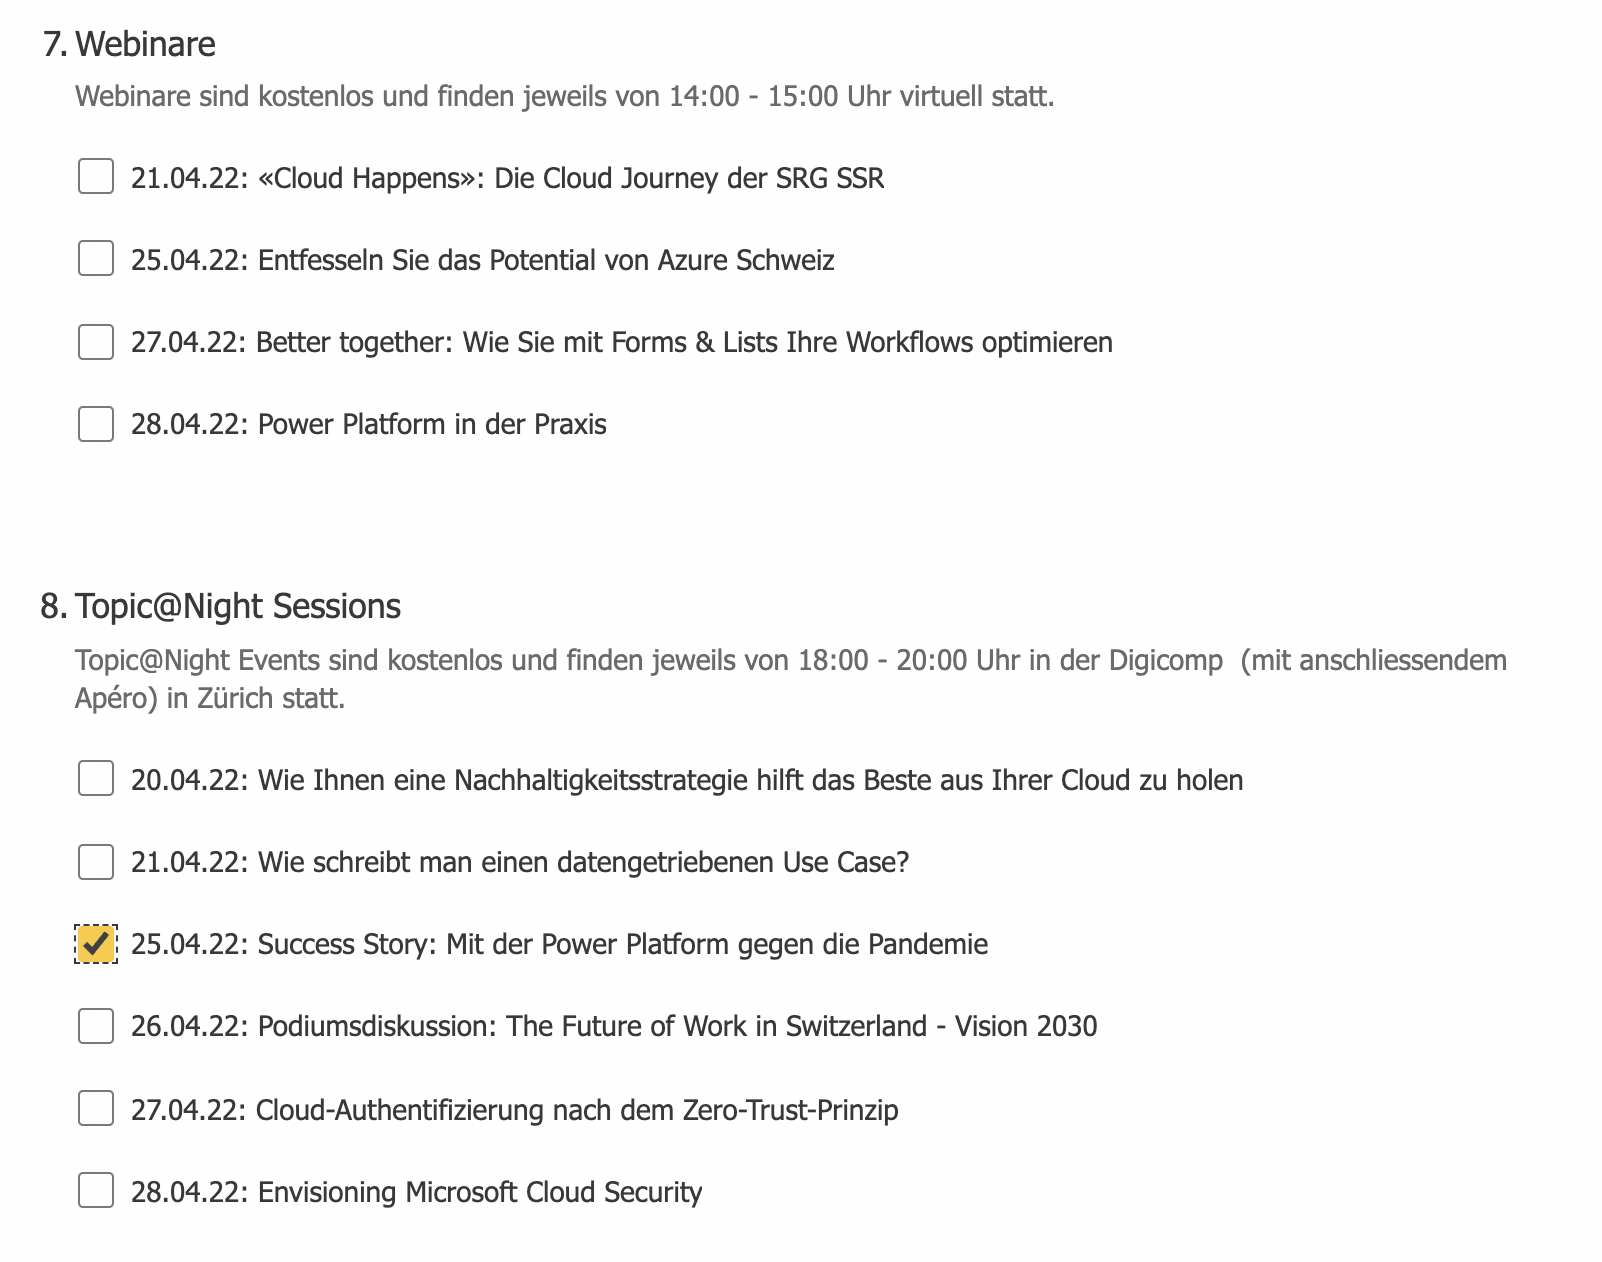 7. Webinare
Webinare sind kostenlos und finden jeweils von 14:00 - 15:00 Uhr virtuell statt.
21.04.22: «Cloud Happens»: Die Cloud Journey der SRG SSR
25.04.22: Entfesseln Sie das Potential von Azure Schweiz
27.04.22: Better together: Wie Sie mit Forms & Lists Ihre Workflows optimieren
28.04.22: Power Platform in der Praxis
8. Topic@Night Sessions
Topic@Night Events sind kostenlos und finden jeweils von 18:00 - 20:00 Uhr in der Digicomp  (mit anschliessendem
Apéro) in Zürich statt.
20.04.22: Wie Ihnen eine Nachhaltigkeitsstrategie hilft das Beste aus Ihrer Cloud zu holen
21.04.22: Wie schreibt man einen datengetriebenen Use Case?
25.04.22: Success Story: Mit der Power Platform gegen die Pandemie
26.04.22: Podiumsdiskussion: The Future of Work in Switzerland - Vision 2030
27.04.22: Cloud-Authentifizierung nach dem Zero-Trust-Prinzip
28.04.22: Envisioning Microsoft Cloud Security